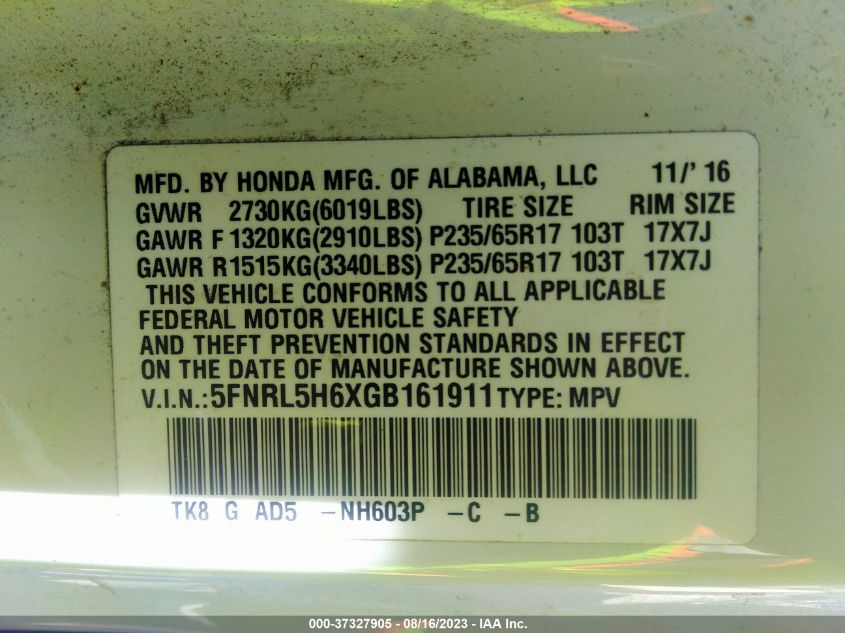 MFD. BY HONDA MFG. OF ALABAMA, LLC 11/' 16
GVWR 2730KG(6019LBS) TIRE SIZE RIM SIZE
GAWR F 1320KG(2910LBS) P235/65R17 103T 17X7J
GAWR R1515KG(3340LBS) P235/65R17 103T 17X7J
THIS VEHICLE CONFORMS TO ALL APPLICABLE
FEDERAL MOTOR VEHICLE SAFETY
AND THEFT PREVENTION STANDARDS IN EFFECT
ON THE DATE OF MANUFACTURE SHOWN ABOVE.
V.I.N.:5FNRL5H6XGB161911 TYPE: MPV
TK8 G AD5 -NH603P -C -B
000-37327905 - 08/16/2023 - IAA Inc.